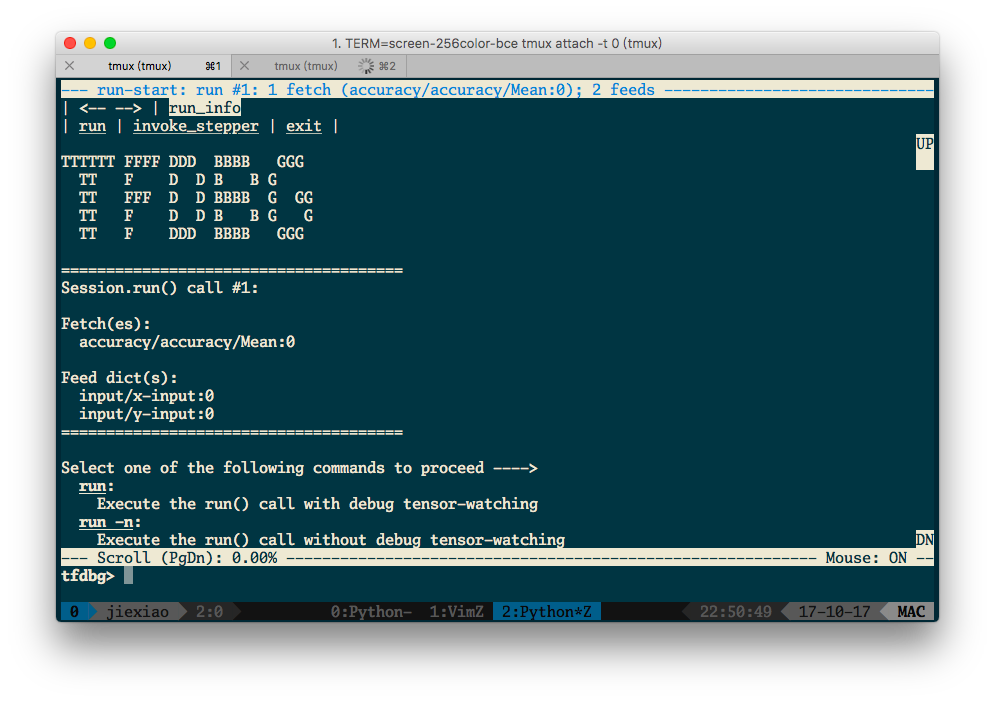 1. TERM=screen-256color-bce tmux attach -t 0 (tmux)
× tmux (tmux) ⌘1 × tmux (tmux) ⌘2
--- run-start: run #1: 1 fetch (accuracy/accuracy/Mean:0); 2 feeds ------------------------------
| <-- --> | run_info
| run | invoke_stepper | exit |
UP
TTTTTT FFFF DDD  BBBB   GGG
  TT   F    D  D B   B G
  TT   FFF  D  D BBBB  G  GG
  TT   F    D  D B   B G   G
  TT   F    DDD  BBBB   GGG
======================================
Session.run() call #1:
Fetch(es):
  accuracy/accuracy/Mean:0
Feed dict(s):
  input/x-input:0
  input/y-input:0
======================================
Select one of the following commands to proceed ---->
  run:
    Execute the run() call with debug tensor-watching
  run -n:
    Execute the run() call without debug tensor-watching
DN
--- Scroll (PgDn): 0.00% ----------------------------------------------------------- Mouse: ON --
tfdbg>
0 jiexiao 2:0 0:Python- 1:VimZ 2:Python*Z 22:50:49 17-10-17 MAC